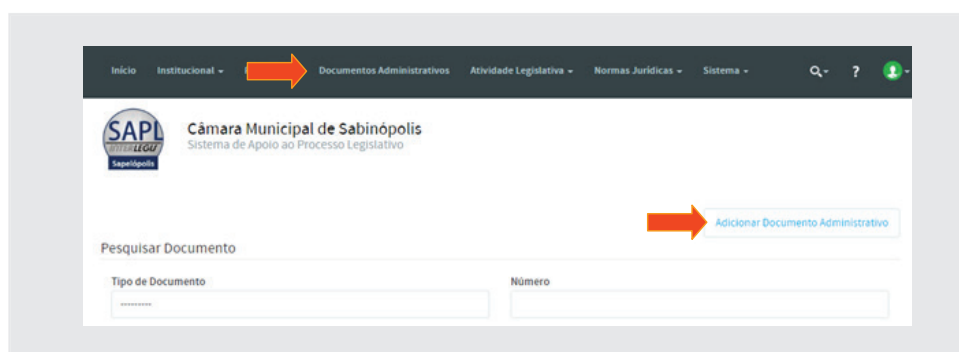 Início Institucional Documentos Administrativos Atividade Legislativa Normas Jurídicas Sistema ?
SAPL
INTERLEGIS
Sapelópolis
Câmara Municipal de Sabinópolis
Sistema de Apoio ao Processo Legislativo
Adicionar Documento Administrativo
Pesquisar Documento
Tipo de Documento Número
---------